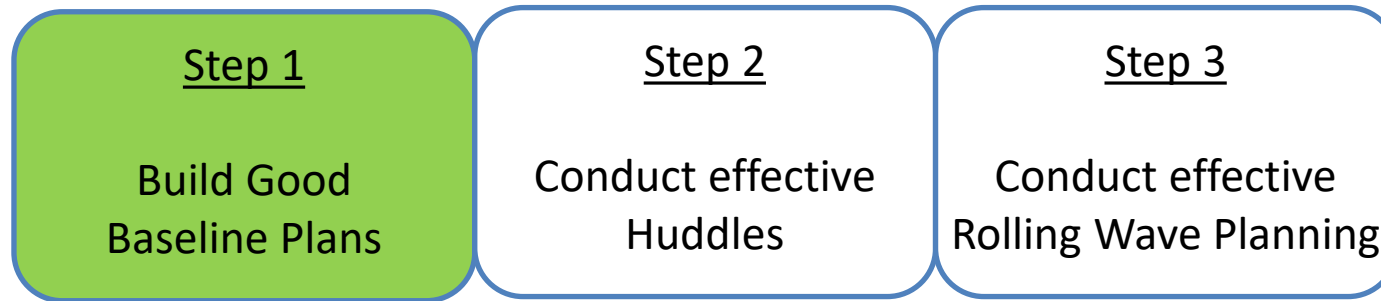 Step 1
Build Good
Baseline Plans
Step 2
Conduct effective
Huddles
Step 3
Conduct effective
Rolling Wave Planning